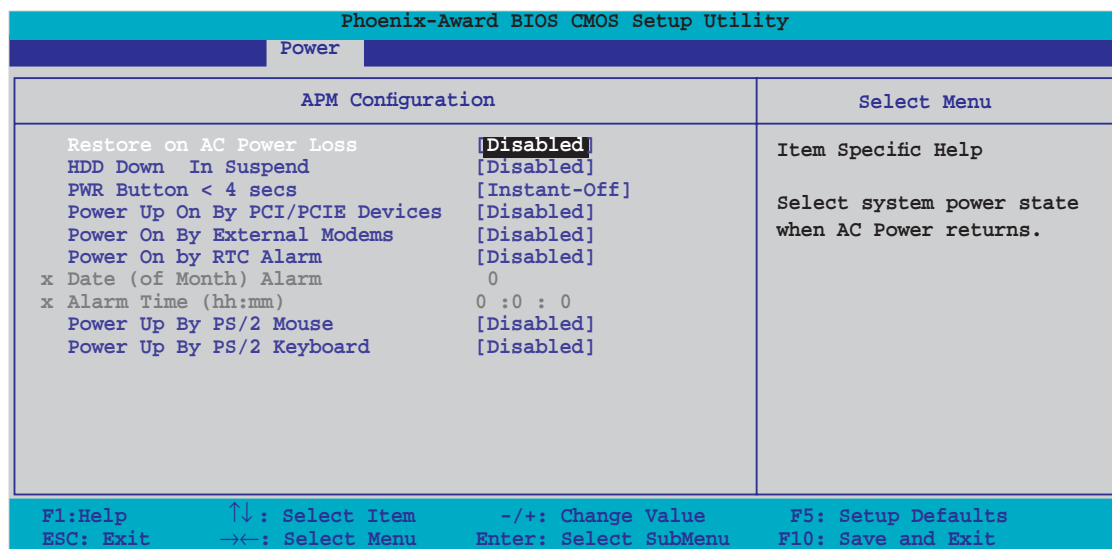 Phoenix-Award BIOS CMOS Setup Utility
Power
APM Configuration
Select Menu
Restore on AC Power Loss [Disabled]
HDD Down In Suspend [Disabled]
PWR Button < 4 secs [Instant-Off]
Power Up On By PCI/PCIE Devices [Disabled]
Power On By External Modems [Disabled]
Power On by RTC Alarm [Disabled]
x Date (of Month) Alarm 0
x Alarm Time (hh:mm) 0 :0 : 0
Power Up By PS/2 Mouse [Disabled]
Power Up By PS/2 Keyboard [Disabled]
Item Specific Help
Select system power state
when AC Power returns.
F1:Help ↑↓: Select Item -/+: Change Value F5: Setup Defaults
ESC: Exit →←: Select Menu Enter: Select SubMenu F10: Save and Exit